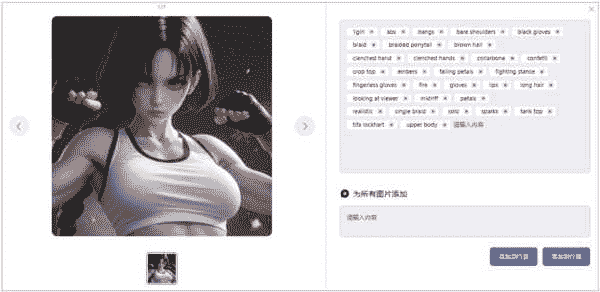 1girl × abs × bangs × bare shoulders × black gloves ×
braid × braided ponytail × brown hair ×
clenched hand × clenched hands × collarbone × confetti ×
crop top × embers × falling petals × fighting stance ×
fingerless gloves × fire × gloves × lips × long hair ×
looking at viewer × midriff × petals ×
realistic × single braid × solo × sparks × tank top ×
tifa lockhart × upper body × 请输入内容
为所有图片添加
请输入内容